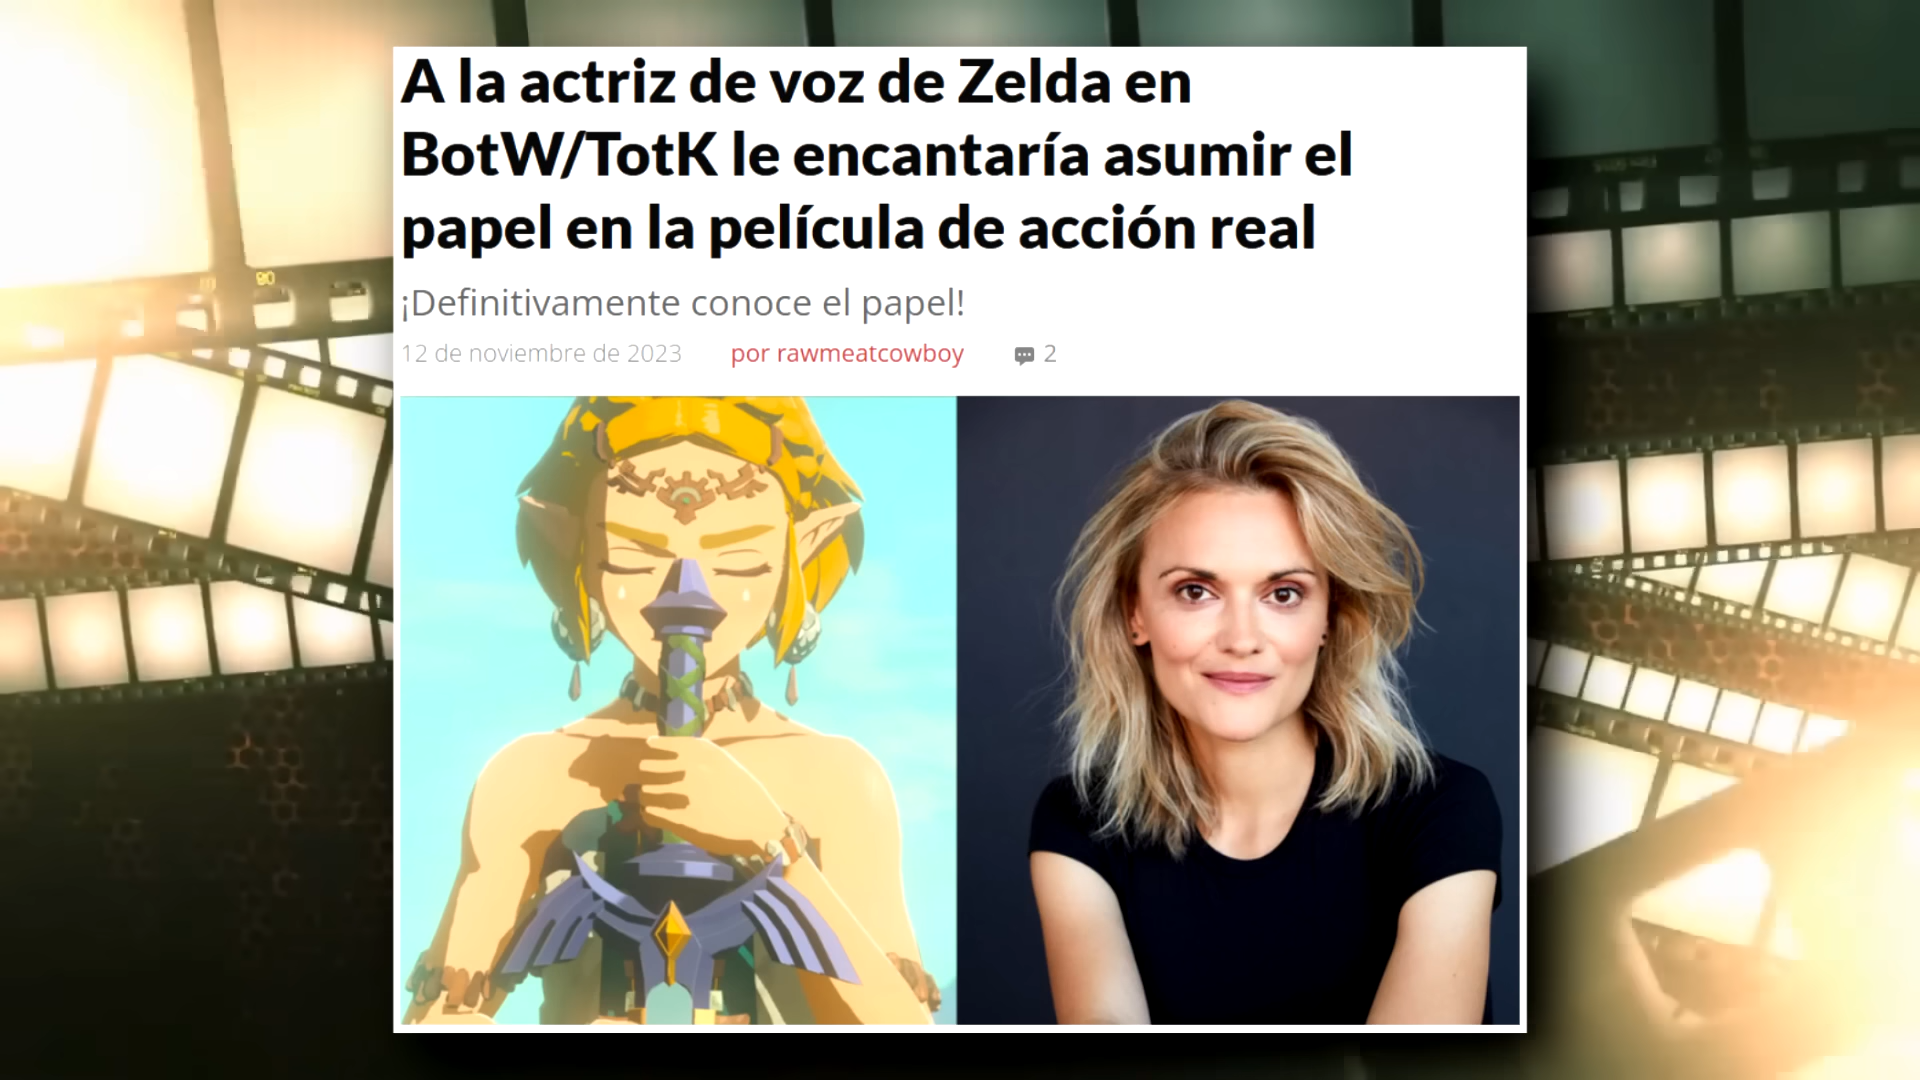 A la actriz de voz de Zelda en
BotW/TotK le encantaría asumir el
papel en la película de acción real
¡Definitivamente conoce el papel!
12 de noviembre de 2023 por rawmeatcowboy 2
90